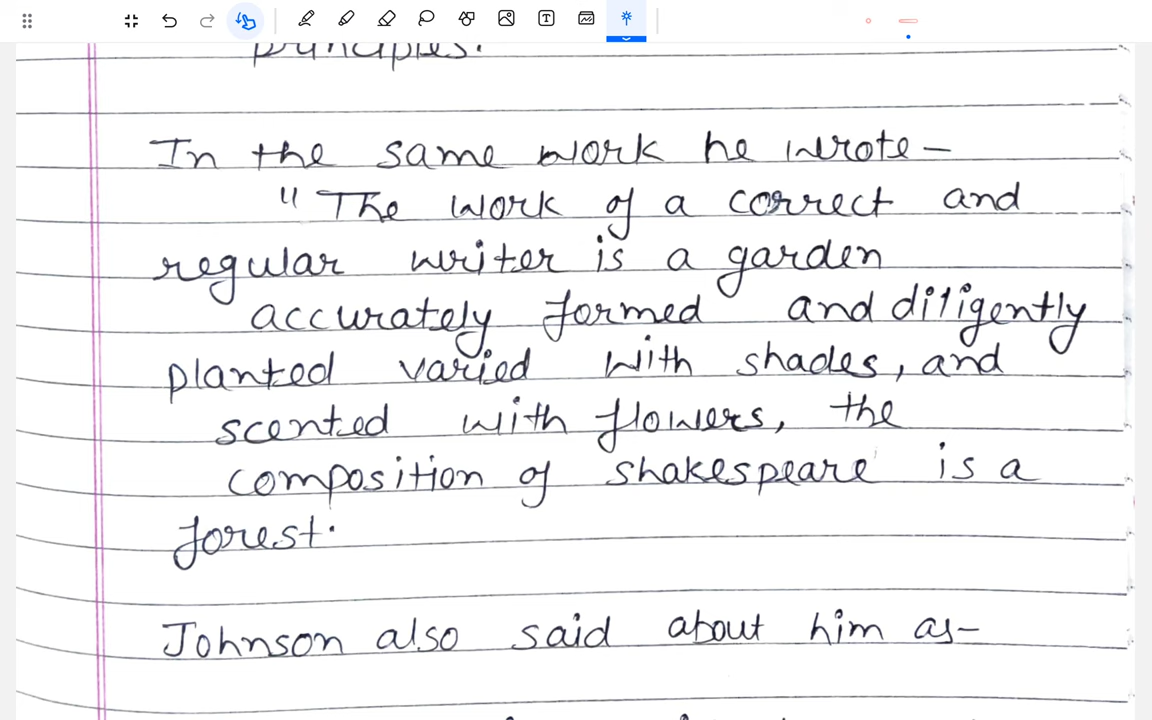 principles.
In the same work he wrote -
" The work of a correct and
regular writer is a garden
accurately formed and diligently
planted varied with shades, and
scented with flowers, the
composition of shakespeare is a
forest.
Johnson also said about him as-